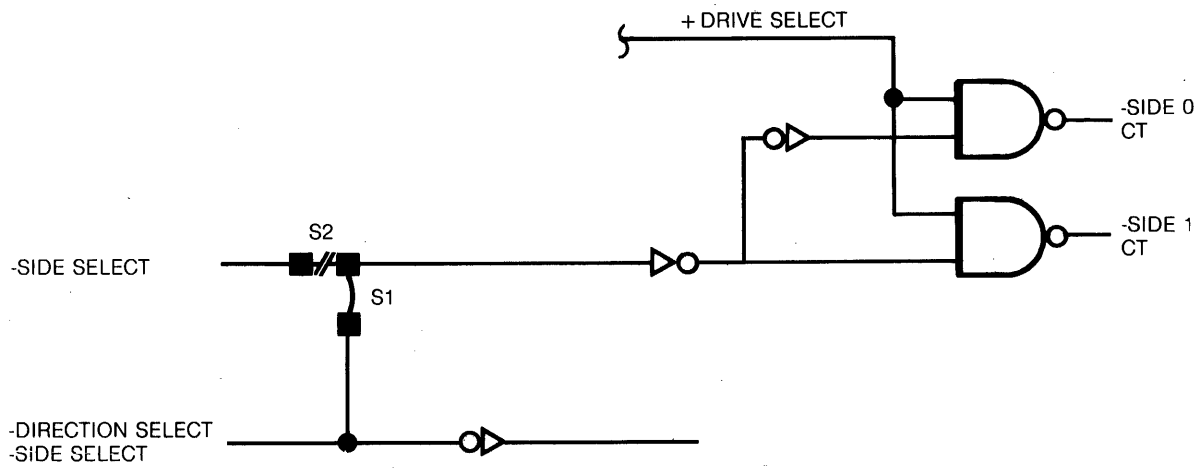 + DRIVE SELECT
-SIDE 0
CT
-SIDE 1
CT
S2
-SIDE SELECT
S1
-DIRECTION SELECT
-SIDE SELECT